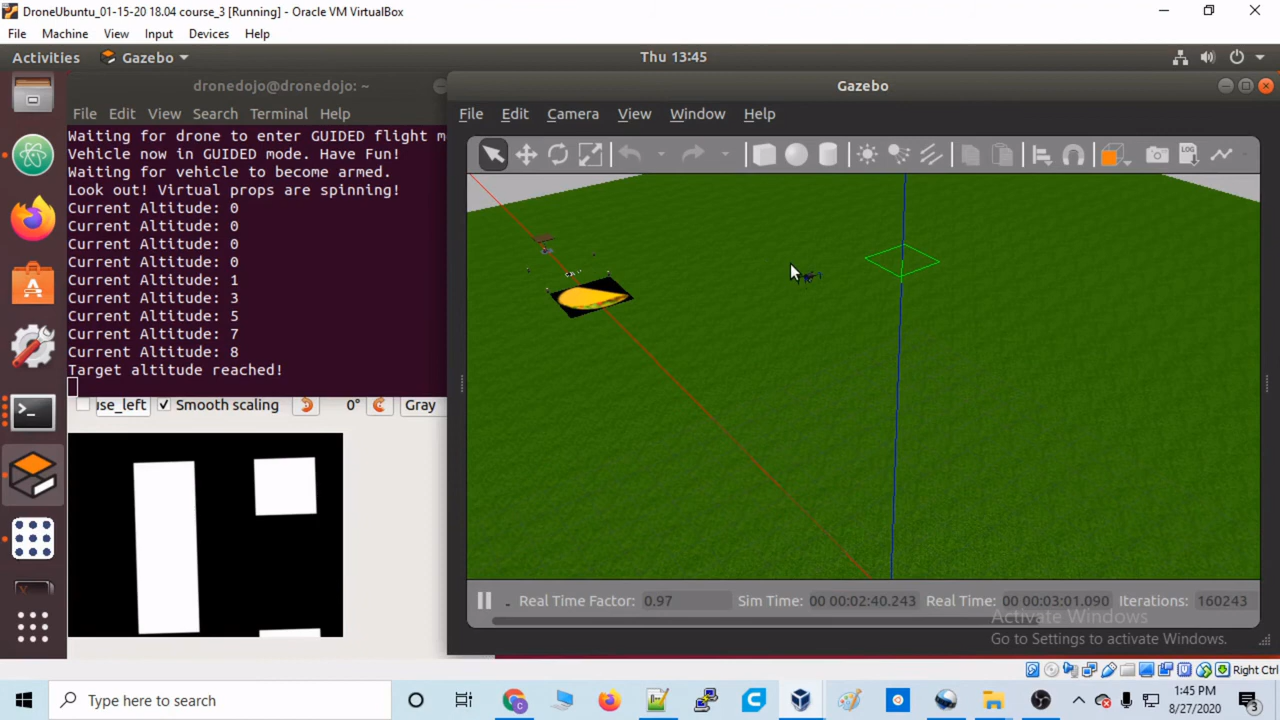 DroneUbuntu_01-15-20 18.04 course_3 [Running] - Oracle VM VirtualBox
File Machine View Input Devices Help
Activities Gazebo Thu 13:45
dronedojo@dronedojo: ~
File Edit View Search Terminal Help
Waiting for drone to enter GUIDED flight m
Vehicle now in GUIDED mode. Have Fun!
Waiting for vehicle to become armed.
Look out! Virtual props are spinning!
Current Altitude: 0
Current Altitude: 0
Current Altitude: 0
Current Altitude: 0
Current Altitude: 1
Current Altitude: 3
Current Altitude: 5
Current Altitude: 7
Current Altitude: 8
Target altitude reached!
use_left Smooth scaling 0° Gray
Gazebo
File Edit Camera View Window Help
LOG
Real Time Factor: 0.97 Sim Time: 00 00:02:40.243 Real Time: 00 00:03:01.090 Iterations: 160243
Activate Windows
Go to Settings to activate Windows.
Right Ctrl
Type here to search
1:45 PM
8/27/2020
3